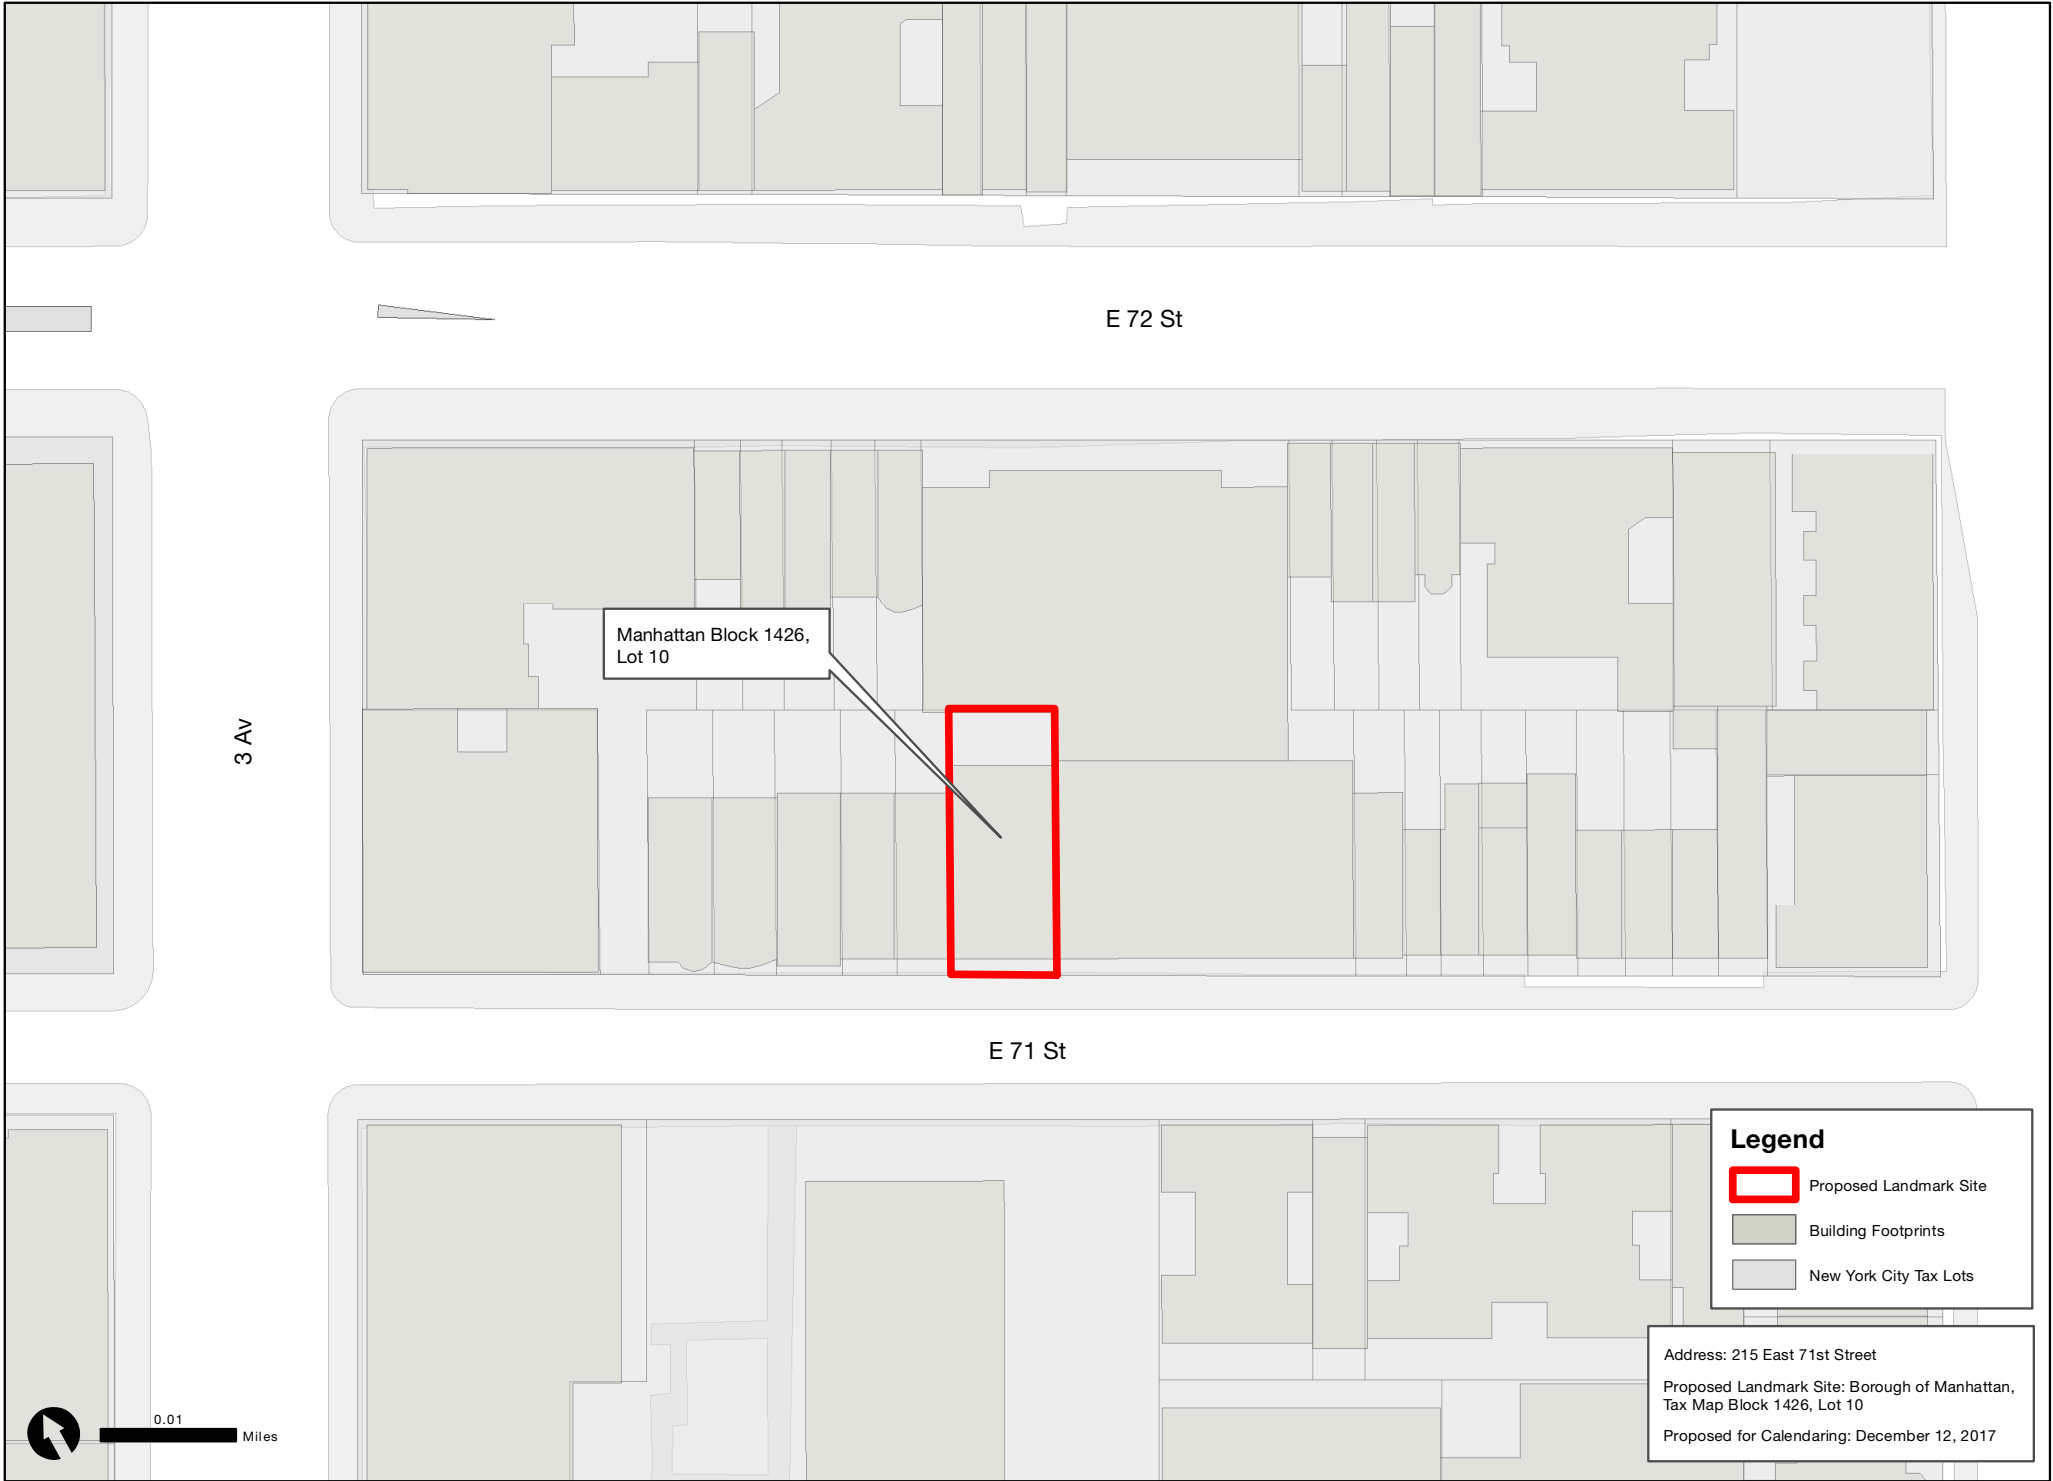 E 72 St
Manhattan Block 1426,
Lot 10
3 Av
E 71 St
Legend
Proposed Landmark Site
Building Footprints
New York City Tax Lots
Address: 215 East 71st Street
Proposed Landmark Site: Borough of Manhattan,
Tax Map Block 1426, Lot 10
Proposed for Calendaring: December 12, 2017
0.01
Miles